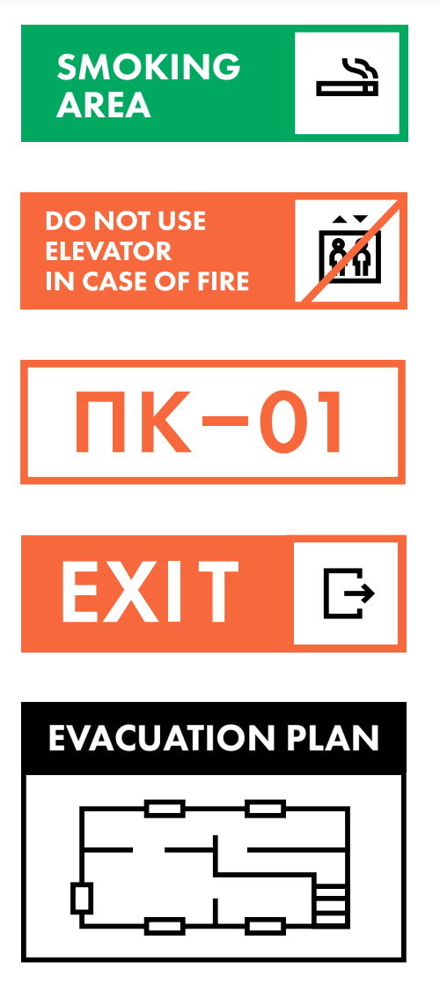 SMOKING
AREA
DO NOT USE
ELEVATOR
IN CASE OF FIRE
ПК–01
EXIT
EVACUATION PLAN